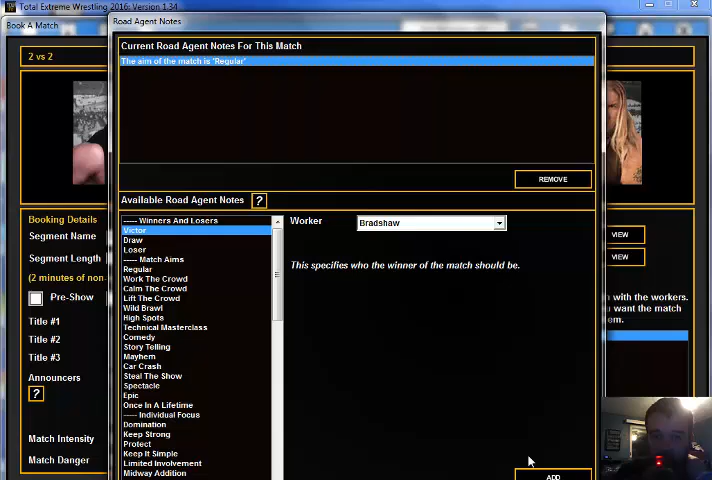 Total Extreme Wrestling 2016: Version 1.34
Book A Match
Road Agent Notes
2 vs 2
Current Road Agent Notes For This Match
The aim of the match is 'Regular'
REMOVE
Available Road Agent Notes ?
----- Winners And Losers
Victor
Draw
Loser
----- Match Aims
Regular
Work The Crowd
Calm The Crowd
Lift The Crowd
Wild Brawl
High Spots
Technical Masterclass
Comedy
Story Telling
Mayhem
Car Crash
Steal The Show
Spectacle
Epic
Once In A Lifetime
----- Individual Focus
Domination
Keep Strong
Protect
Keep It Simple
Limited Involvement
Midway Addition
Worker Bradshaw
This specifies who the winner of the match should be.
ADD
Booking Details
Segment Name
Segment Length
(2 minutes of non-
Pre-Show
Title #1
Title #2
Title #3
Announcers
?
Match Intensity
Match Danger
VIEW
VIEW
with the workers.
want the match